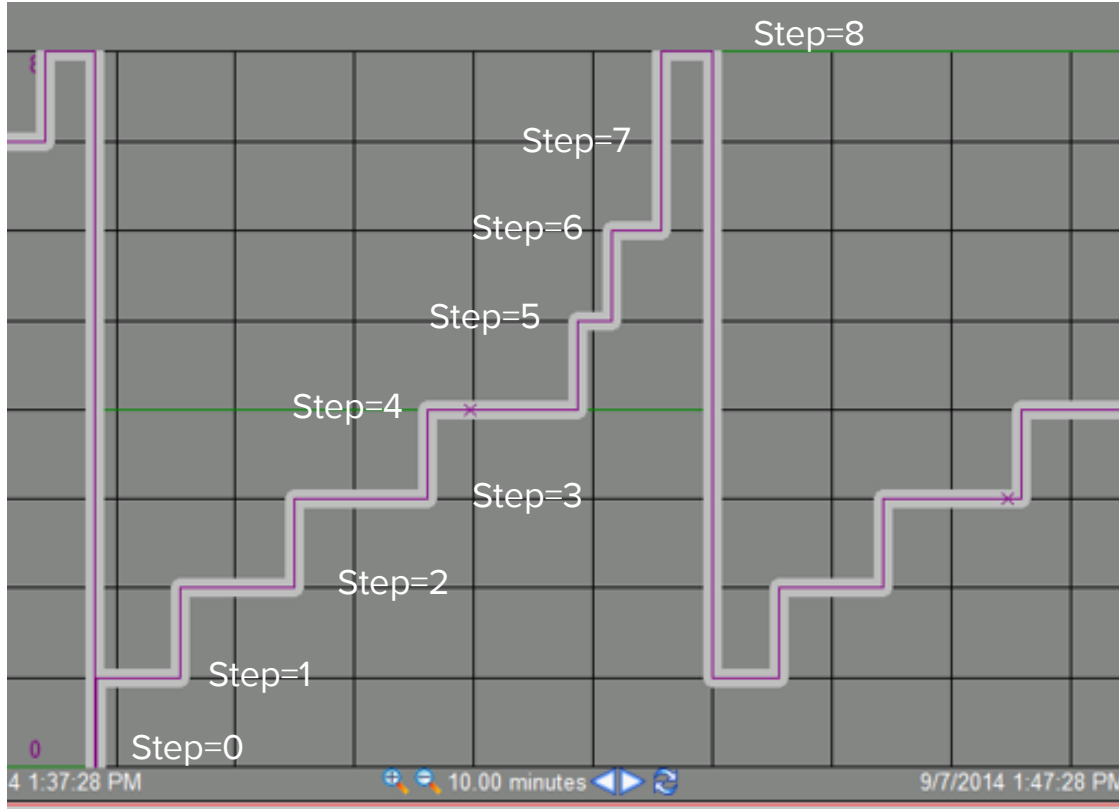 Step=8
8
Step=7
Step=6
Step=5
Step=4
Step=3
Step=2
Step=1
0
Step=0
4 1:37:28 PM
10.00 minutes
9/7/2014 1:47:28 PM